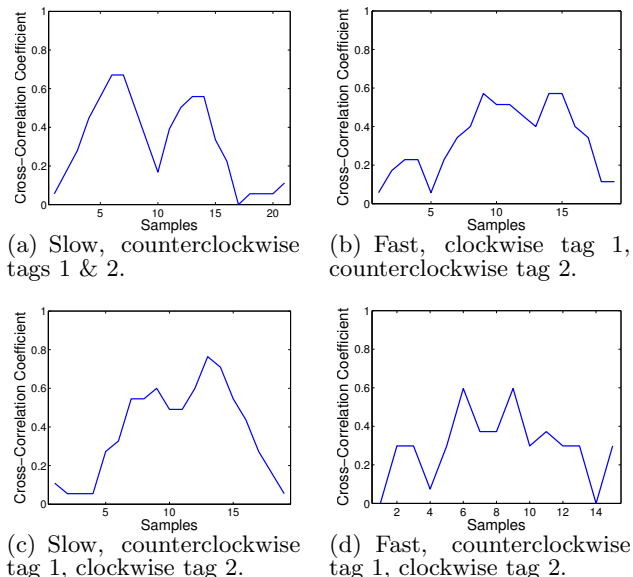 Cross−Correlation Coefficient
1
0.8
0.6
0.4
0.2
0
5 10 15 20
Samples
(a) Slow, counterclockwise
tags 1 & 2.
Cross−Correlation Coefficient
1
0.8
0.6
0.4
0.2
0
5 10 15
Samples
(b) Fast, clockwise tag 1,
counterclockwise tag 2.
Cross−Correlation Coefficient
1
0.8
0.6
0.4
0.2
0
5 10 15
Samples
(c) Slow, counterclockwise
tag 1, clockwise tag 2.
Cross−Correlation Coefficient
1
0.8
0.6
0.4
0.2
0
2 4 6 8 10 12 14
Samples
(d) Fast, counterclockwise
tag 1, clockwise tag 2.